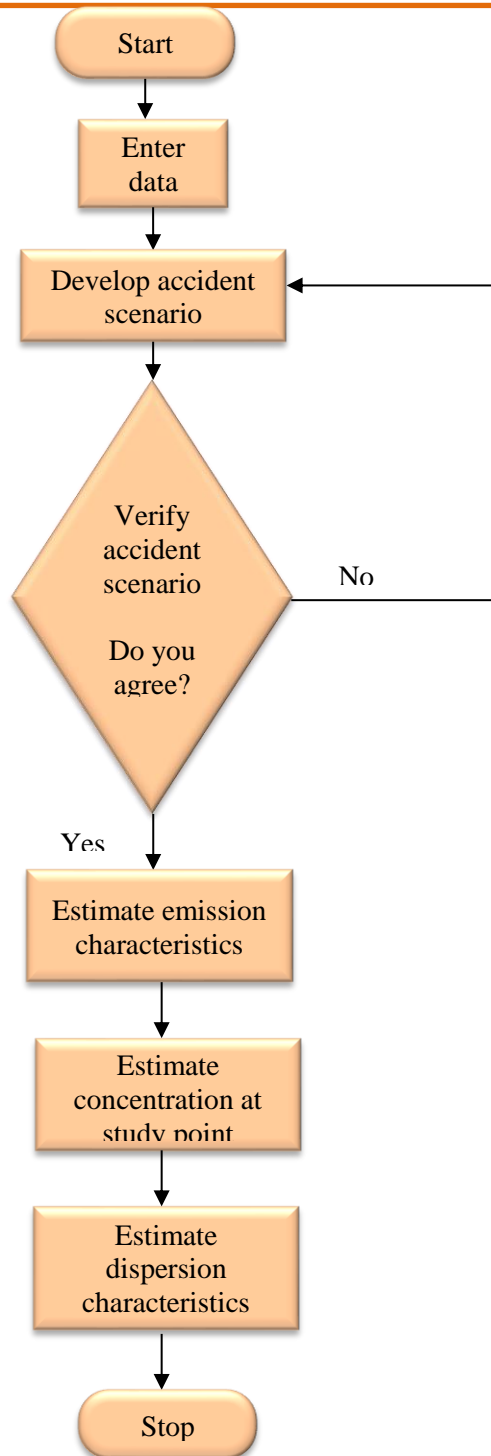 Start
Enter
data
Develop accident
scenario
Verify
accident
scenario
Do you
agree?
No
Yes
Estimate emission
characteristics
Estimate
concentration at
study point
Estimate
dispersion
characteristics
Stop